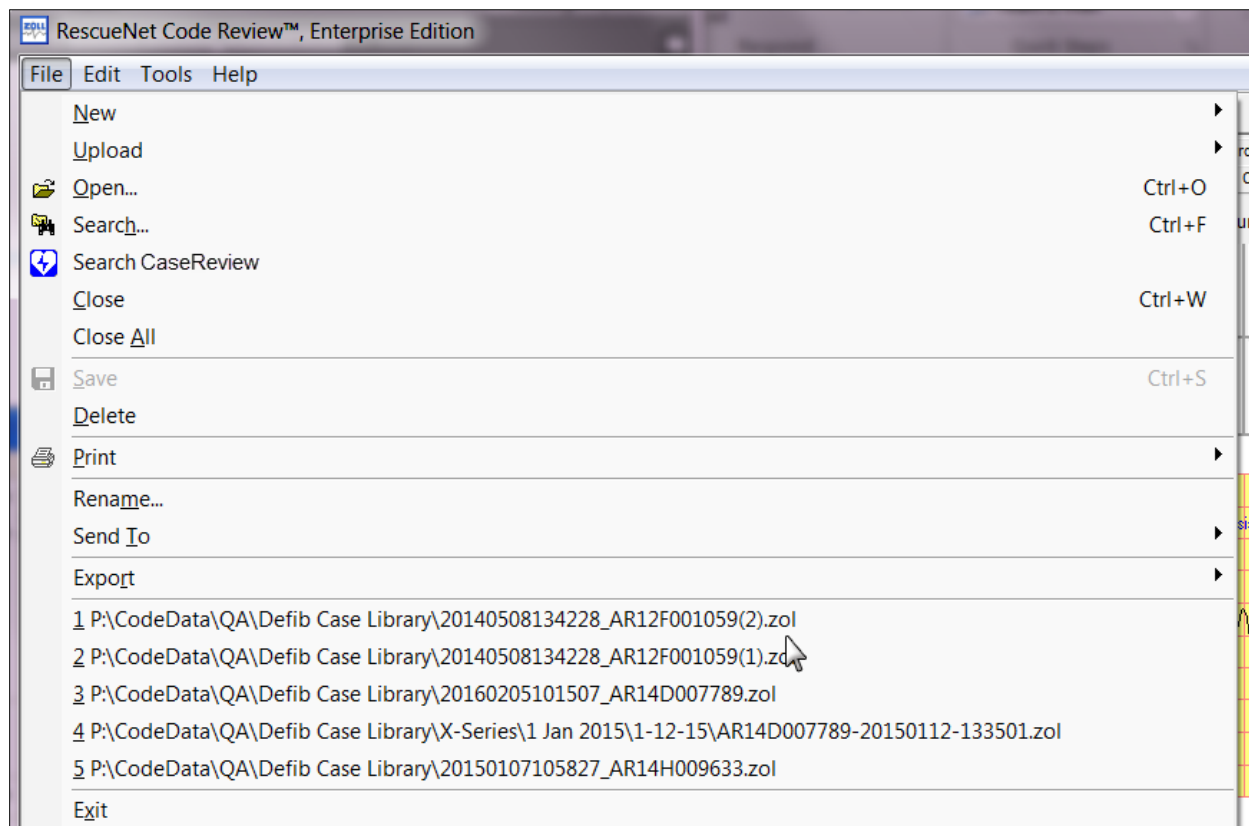 ZOLL RescueNet Code Review™, Enterprise Edition
File Edit Tools Help
New
Upload
Open... Ctrl+O
Search... Ctrl+F
Search CaseReview
Close Ctrl+W
Close All
Save Ctrl+S
Delete
Print
Rename...
Send To
Export
1 P:\CodeData\QA\Defib Case Library\20140508134228_AR12F001059(2).zol
2 P:\CodeData\QA\Defib Case Library\20140508134228_AR12F001059(1).zol
3 P:\CodeData\QA\Defib Case Library\20160205101507_AR14D007789.zol
4 P:\CodeData\QA\Defib Case Library\X-Series\1 Jan 2015\1-12-15\AR14D007789-20150112-133501.zol
5 P:\CodeData\QA\Defib Case Library\20150107105827_AR14H009633.zol
Exit